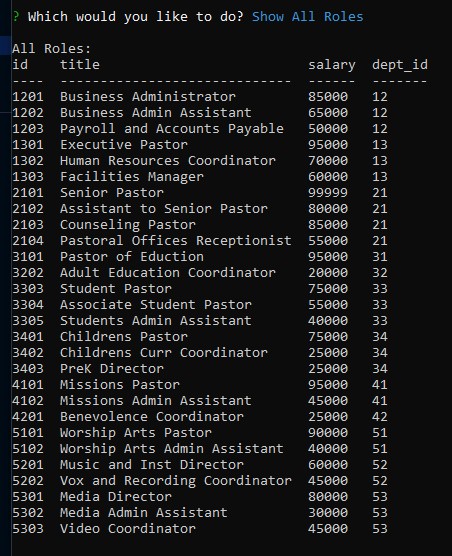 ? Which would you like to do? Show All Roles
All Roles:
id    title                          salary  dept_id
----  -----------------------------  ------  -------
1201  Business Administrator         85000   12
1202  Business Admin Assistant       65000   12
1203  Payroll and Accounts Payable   50000   12
1301  Executive Pastor               95000   13
1302  Human Resources Coordinator    70000   13
1303  Facilities Manager             60000   13
2101  Senior Pastor                  99999   21
2102  Assistant to Senior Pastor     80000   21
2103  Counseling Pastor              85000   21
2104  Pastoral Offices Receptionist  55000   21
3101  Pastor of Eduction             95000   31
3202  Adult Education Coordinator    20000   32
3303  Student Pastor                 75000   33
3304  Associate Student Pastor       55000   33
3305  Students Admin Assistant       40000   33
3401  Childrens Pastor               75000   34
3402  Childrens Curr Coordinator     25000   34
3403  PreK Director                  25000   34
4101  Missions Pastor                95000   41
4102  Missions Admin Assistant       45000   41
4201  Benevolence Coordinator        25000   42
5101  Worship Arts Pastor            90000   51
5102  Worship Arts Admin Assistant   40000   51
5201  Music and Inst Director        60000   52
5202  Vox and Recording Coordinator  45000   52
5301  Media Director                 80000   53
5302  Media Admin Assistant          30000   53
5303  Video Coordinator              45000   53